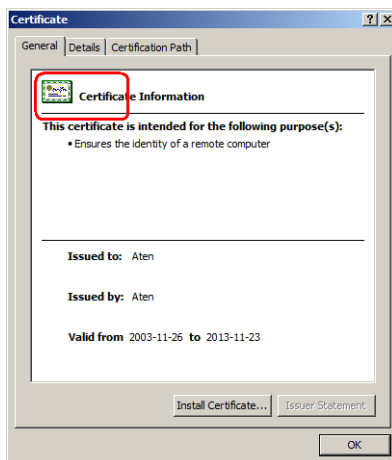 Certificate
General Details Certification Path
Certificate Information
This certificate is intended for the following purpose(s):
• Ensures the identity of a remote computer
Issued to: Aten
Issued by: Aten
Valid from 2003-11-26 to 2013-11-23
Install Certificate... Issuer Statement
OK